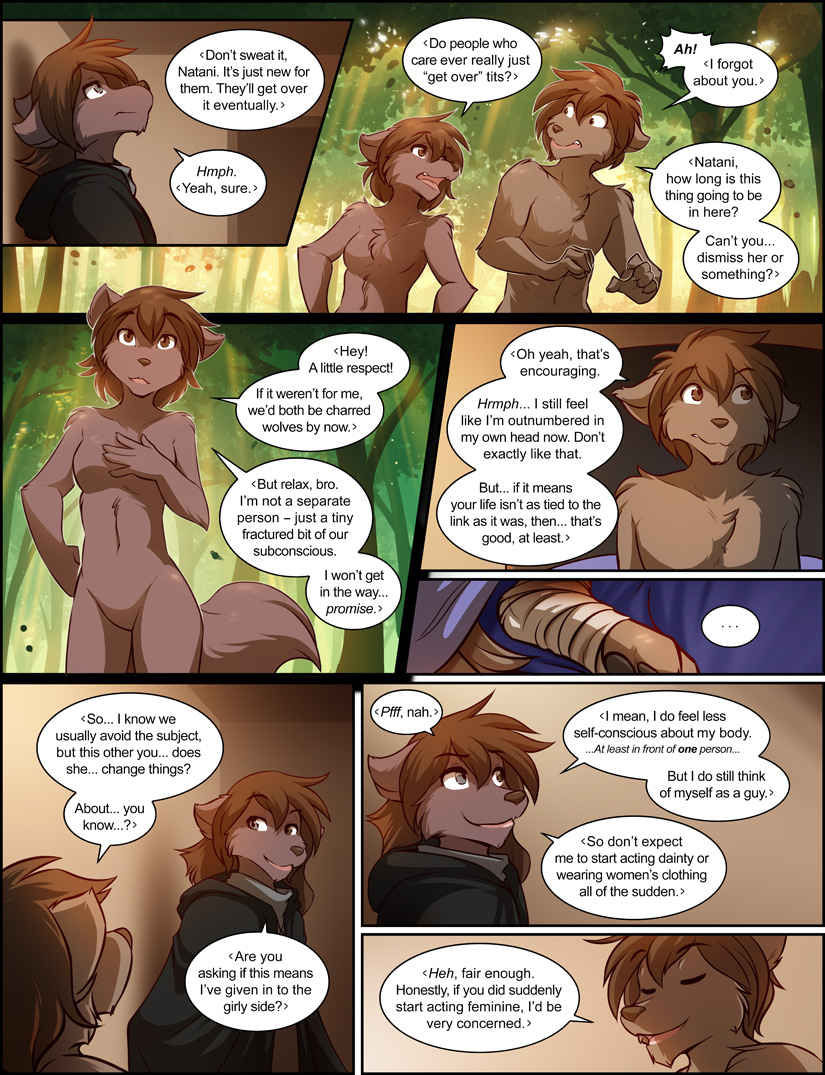 ‹Don't sweat it,
Natani. It's just new for
them. They'll get over
it eventually.›
Hmph.
‹Yeah, sure.›
‹Do people who
care ever really just
"get over" tits?›
Ah!
‹I forgot
about you.›
‹Natani,
how long is this
thing going to be
in here?
Can't you...
dismiss her or
something?›
‹Hey!
A little respect!
If it weren't for me,
we'd both be charred
wolves by now.›
‹But relax, bro.
I'm not a separate
person – just a tiny
fractured bit of our
subconscious.
I won't get
in the way...
promise.›
‹Oh yeah, that's
encouraging.
Hrmph... I still feel
like I'm outnumbered in
my own head now. Don't
exactly like that.
But... if it means
your life isn't as tied to the
link as it was, then... that's
good, at least.›
...
‹So... I know we
usually avoid the subject,
but this other you... does
she... change things?
About... you
know...?›
‹Are you
asking if this means
I've given in to the
girly side?›
‹Pfff, nah.›
‹I mean, I do feel less
self-conscious about my body.
...At least in front of one person...
But I do still think
of myself as a guy.›
‹So don't expect
me to start acting dainty or
wearing women's clothing
all of the sudden.›
‹Heh, fair enough.
Honestly, if you did suddenly
start acting feminine, I'd be
very concerned.›